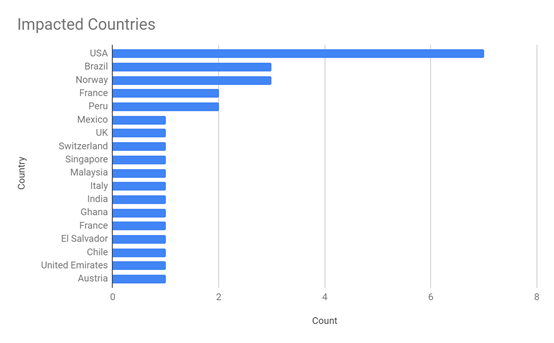 Impacted Countries
Country
USA
Brazil
Norway
France
Peru
Mexico
UK
Switzerland
Singapore
Malaysia
Italy
India
Ghana
France
El Salvador
Chile
United Emirates
Austria
0 2 4 6 8
Count